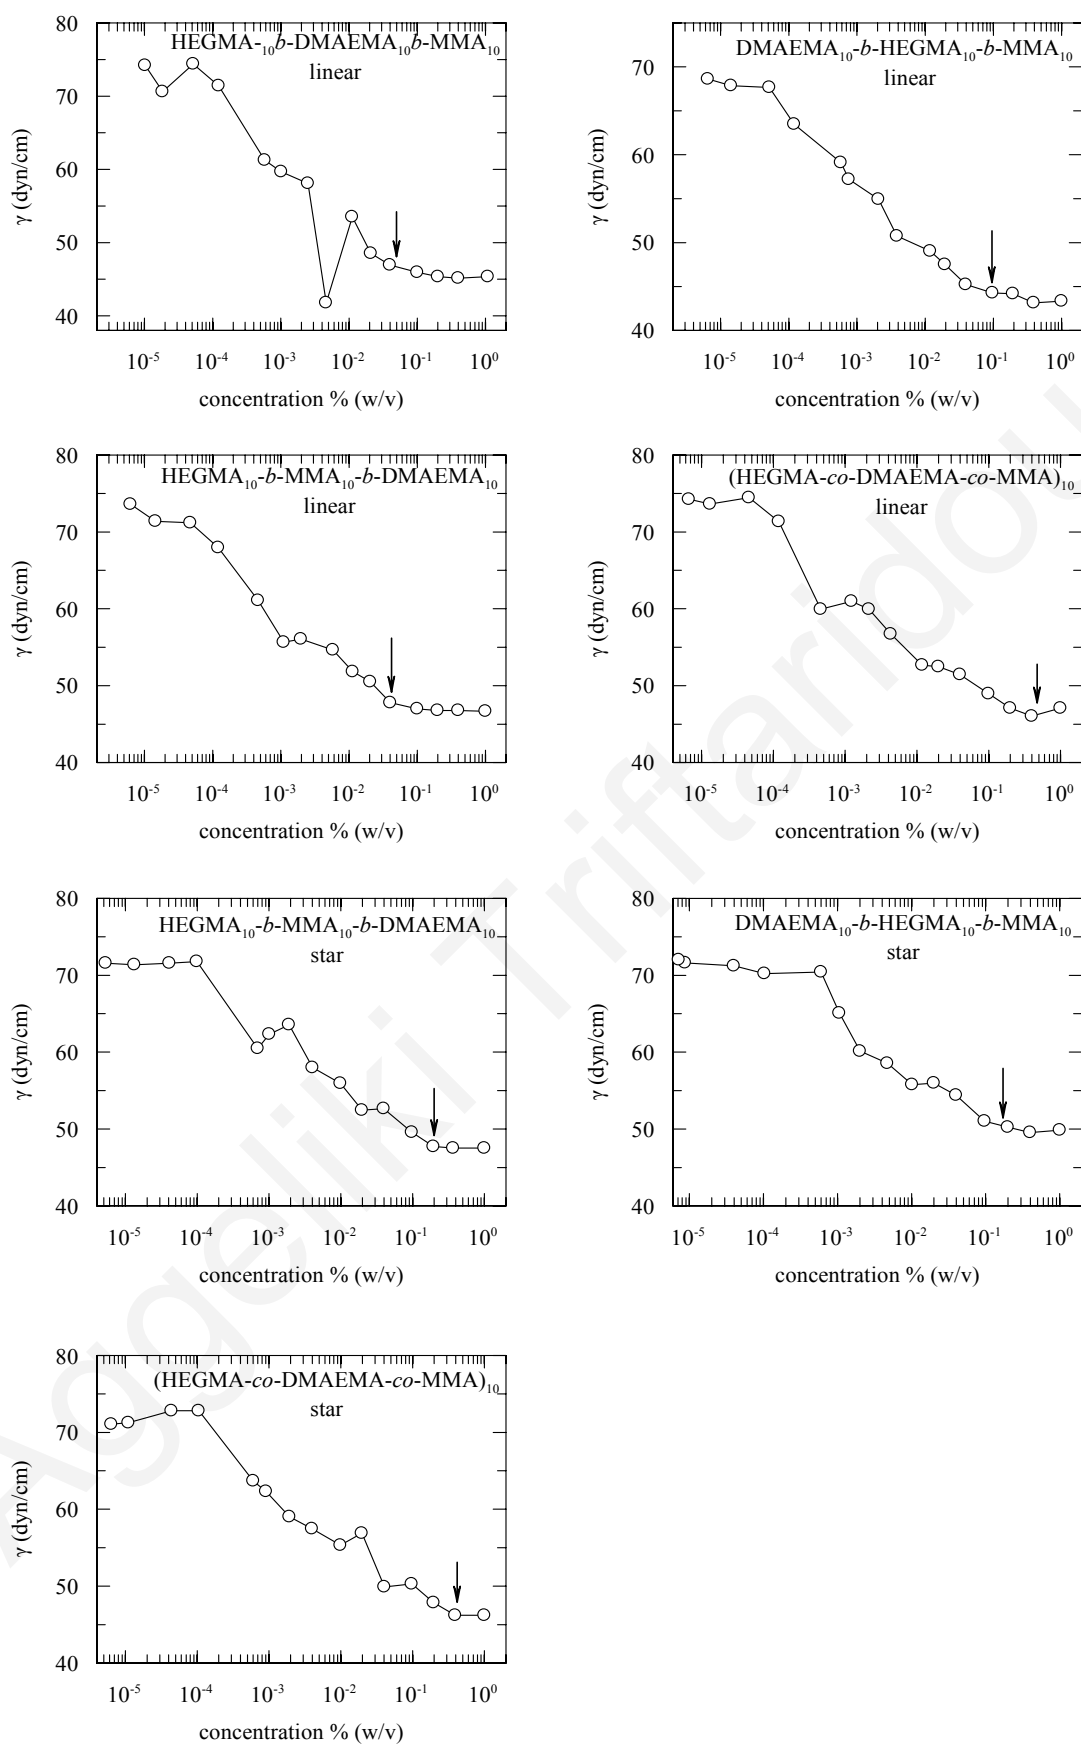 80
70
60
50
40
γ (dyn/cm)
HEGMA-₁₀b-DMAEMA₁₀b-MMA₁₀
linear
10⁻⁵ 10⁻⁴ 10⁻³ 10⁻² 10⁻¹ 10⁰
concentration % (w/v)
70
60
50
40
γ (dyn/cm)
DMAEMA₁₀-b-HEGMA₁₀-b-MMA₁₀
linear
10⁻⁵ 10⁻⁴ 10⁻³ 10⁻² 10⁻¹ 10⁰
concentration % (w/v)
80
70
60
50
40
γ (dyn/cm)
HEGMA₁₀-b-MMA₁₀-b-DMAEMA₁₀
linear
10⁻⁵ 10⁻⁴ 10⁻³ 10⁻² 10⁻¹ 10⁰
concentration % (w/v)
80
70
60
50
40
γ (dyn/cm)
(HEGMA-co-DMAEMA-co-MMA)₁₀
linear
10⁻⁵ 10⁻⁴ 10⁻³ 10⁻² 10⁻¹ 10⁰
concentration % (w/v)
80
70
60
50
40
γ (dyn/cm)
HEGMA₁₀-b-MMA₁₀-b-DMAEMA₁₀
star
10⁻⁵ 10⁻⁴ 10⁻³ 10⁻² 10⁻¹ 10⁰
concentration % (w/v)
80
70
60
50
40
γ (dyn/cm)
DMAEMA₁₀-b-HEGMA₁₀-b-MMA₁₀
star
10⁻⁵ 10⁻⁴ 10⁻³ 10⁻² 10⁻¹ 10⁰
concentration % (w/v)
80
70
60
50
40
γ (dyn/cm)
(HEGMA-co-DMAEMA-co-MMA)₁₀
star
10⁻⁵ 10⁻⁴ 10⁻³ 10⁻² 10⁻¹ 10⁰
concentration % (w/v)
Aggeliki Triftaridou